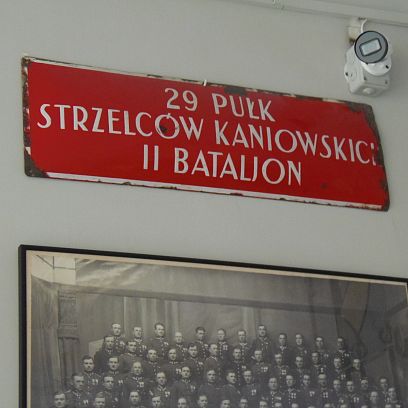 29 PUŁK
STRZELCÓW KANIOWSKICH
II BATALJON